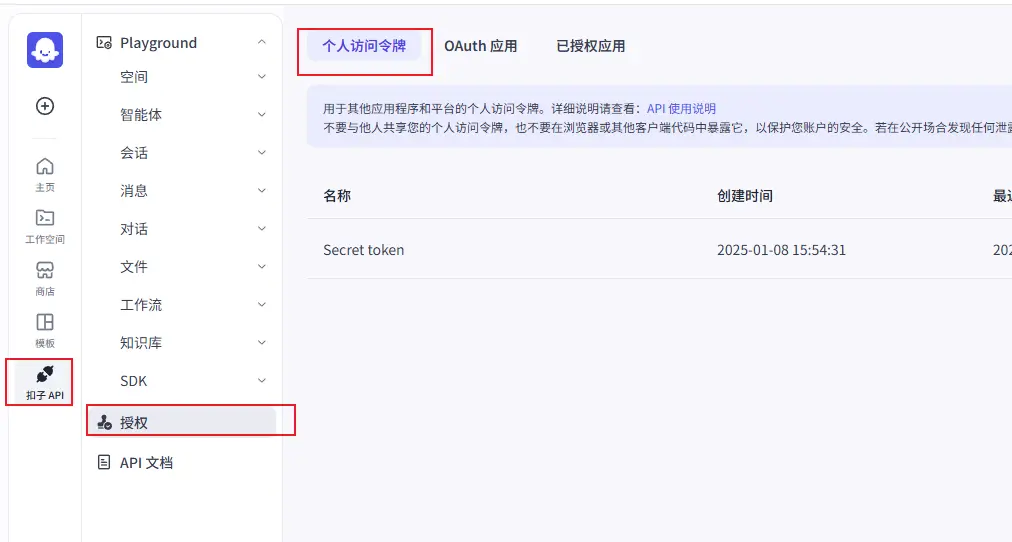 主页
工作空间
商店
模板
扣子 API
Playground
空间
智能体
会话
消息
对话
文件
工作流
知识库
SDK
授权
API 文档
个人访问令牌 OAuth 应用 已授权应用
用于其他应用程序和平台的个人访问令牌。详细说明请查看：API 使用说明
不要与他人共享您的个人访问令牌，也不要在浏览器或其他客户端代码中暴露它，以保护您账户的安全。若在公开场合发现任何泄露
名称 创建时间 最近
Secret token 2025-01-08 15:54:31 202